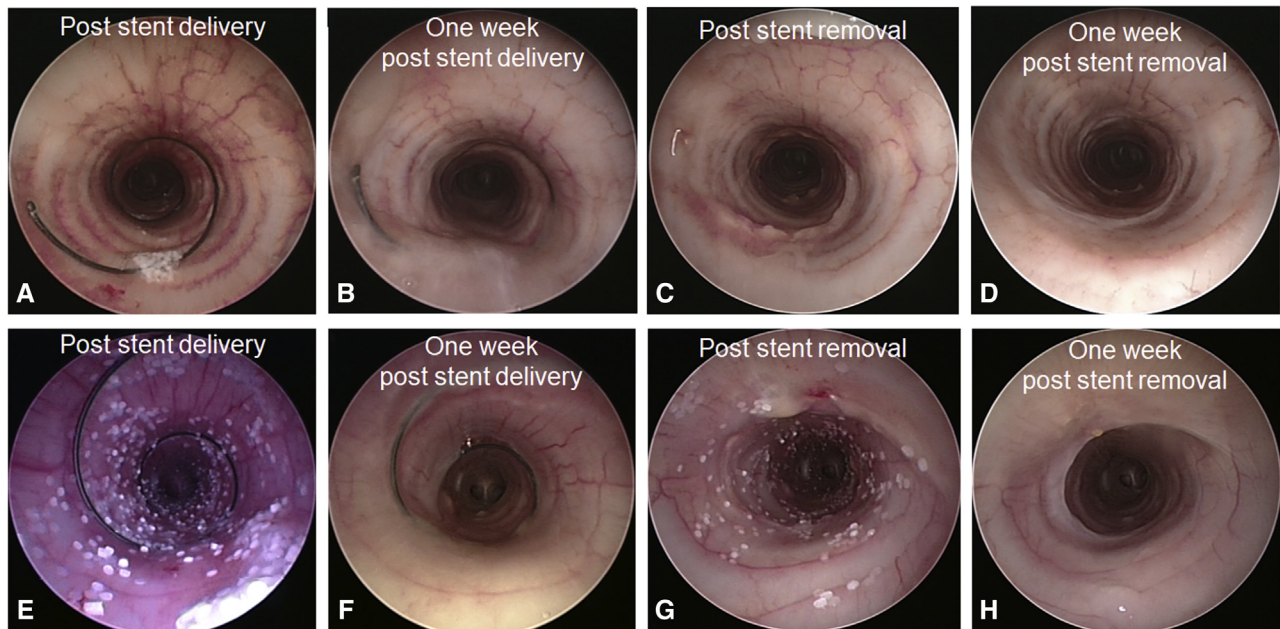 Post stent delivery
One week
post stent delivery
Post stent removal
One week
post stent removal
A
B
C
D
Post stent delivery
One week
post stent delivery
Post stent removal
One week
post stent removal
E
F
G
H